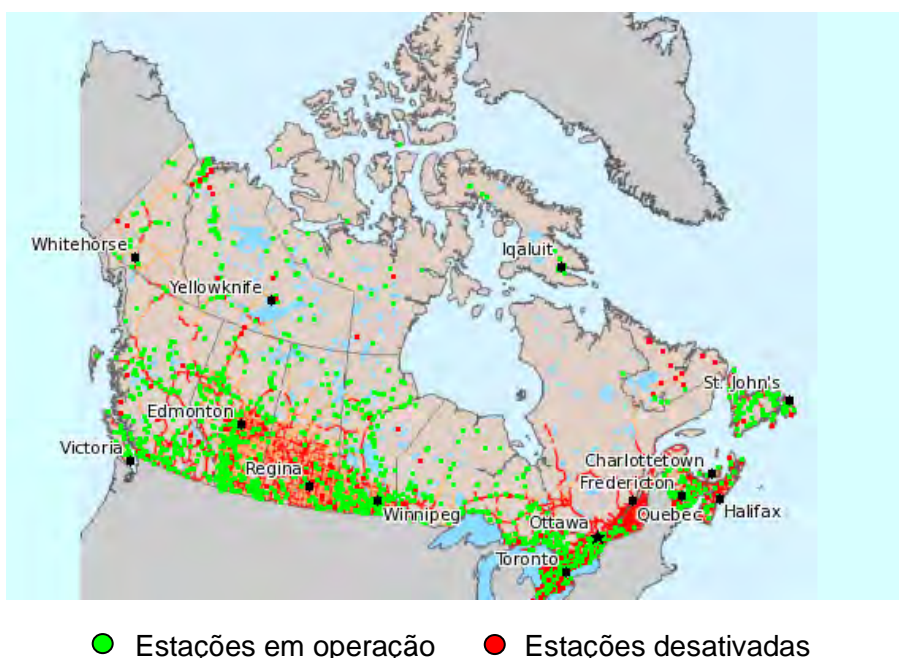 Iqaluit
Whitehorse
Yellowknife
St. John's
Edmonton
Victoria
Charlottetown
Regina
Fredericton
Winnipeg
Ottawa
Quebec
Halifax
Toronto
Estações em operação
Estações desativadas